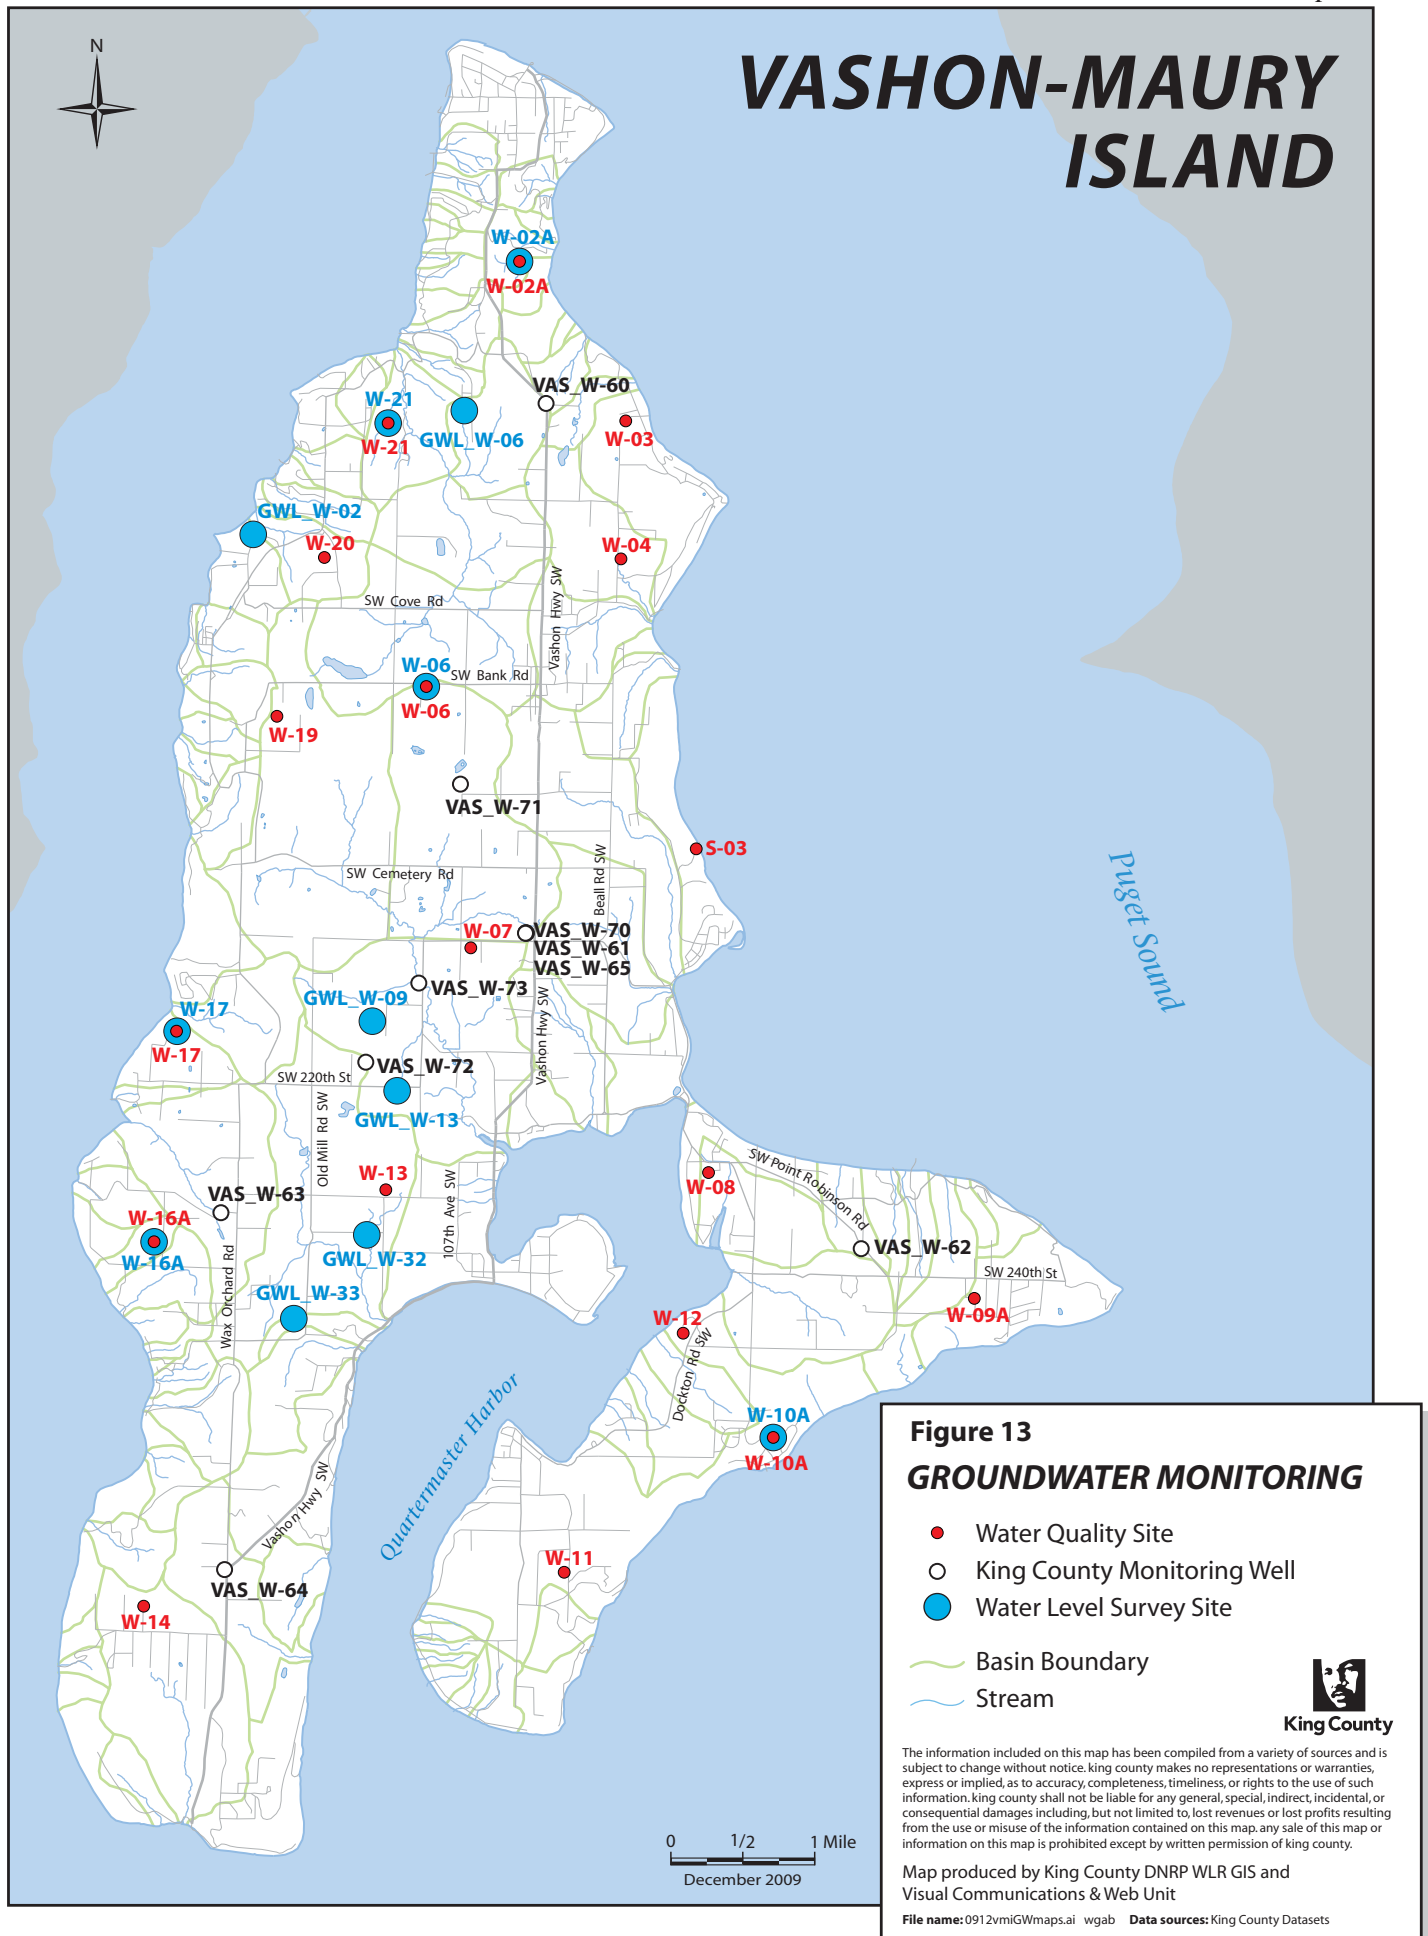 N
VASHON-MAURY
ISLAND
W-02A
W-02A
VAS_W-60
W-21
W-21
GWL_W-06
W-03
GWL_W-02
W-20
W-04
Vashon Hwy SW
SW Cove Rd
W-06
SW Bank Rd
W-06
W-19
VAS_W-71
S-03
Beall Rd SW
SW Cemetery Rd
Puget Sound
W-07
VAS_W-70
VAS_W-61
VAS_W-65
VAS_W-73
GWL_W-09
W-17
W-17
Vashon Hwy SW
VAS_W-72
SW 220th St
Old Mill Rd SW
GWL_W-13
W-13
107th Ave SW
W-08
SW Point Robinson Rd
VAS_W-63
W-16A
W-16A
GWL_W-32
VAS_W-62
SW 240th St
Wax Orchard Rd
GWL_W-33
W-12
W-09A
Dockton Rd SW
Quartermaster Harbor
W-10A
W-10A
Vashon Hwy SW
W-11
VAS_W-64
W-14
Figure 13
GROUNDWATER MONITORING
Water Quality Site
King County Monitoring Well
Water Level Survey Site
Basin Boundary
Stream
King County
The information included on this map has been compiled from a variety of sources and is
subject to change without notice. king county makes no representations or warranties,
express or implied, as to accuracy, completeness, timeliness, or rights to the use of such
information. king county shall not be liable for any general, special, indirect, incidental, or
consequential damages including, but not limited to, lost revenues or lost profits resulting
from the use or misuse of the information contained on this map. any sale of this map or
information on this map is prohibited except by written permission of king county.
Map produced by King County DNRP WLR GIS and
Visual Communications & Web Unit
File name: 0912vmiGWmaps.ai wgab Data sources: King County Datasets
0 1/2 1 Mile
December 2009